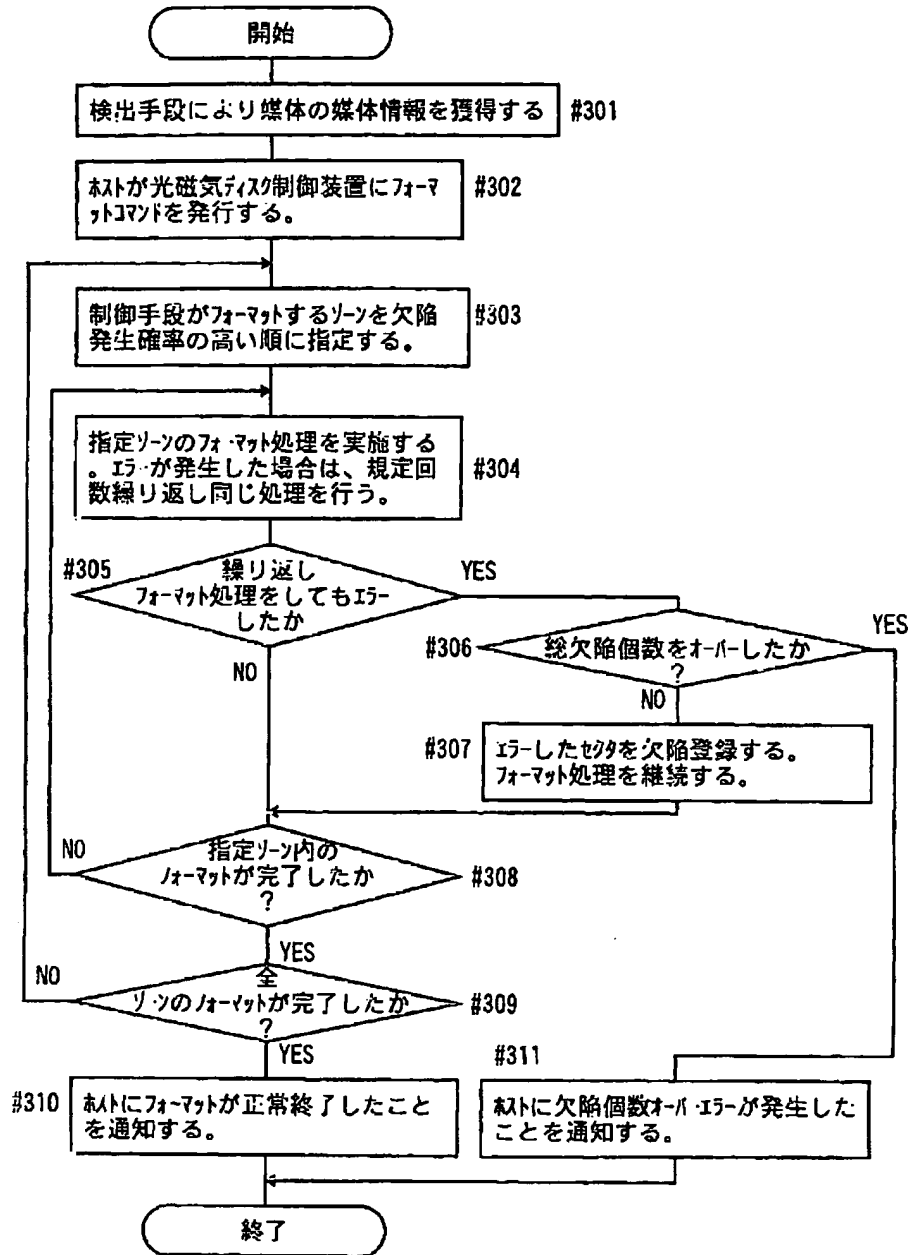 開始
検出手段により媒体の媒体情報を獲得する
#301
ホストが光磁気ディスク制御装置にフォーマ
ットコマンドを発行する。
#302
制御手段がフォーマットするゾーンを欠陥
発生確率の高い順に指定する。
#303
指定ゾーンのフォーマット処理を実施する
。エラーが発生した場合は、規定回
数繰り返し同じ処理を行う。
#304
#305
繰り返し
フォーマット処理をしてもエラー
したか
YES
NO
#306
総欠陥個数をオーバーしたか
?
YES
NO
#307
エラーしたセクタを欠陥登録する。
フォーマット処理を継続する。
NO
指定ゾーン内の
フォーマットが完了したか
?
#308
YES
NO
全
ゾーンのフォーマットが完了したか
?
#309
YES
#310
ホストにフォーマットが正常終了したこと
を通知する。
#311
ホストに欠陥個数オーバーエラーが発生した
ことを通知する。
終了